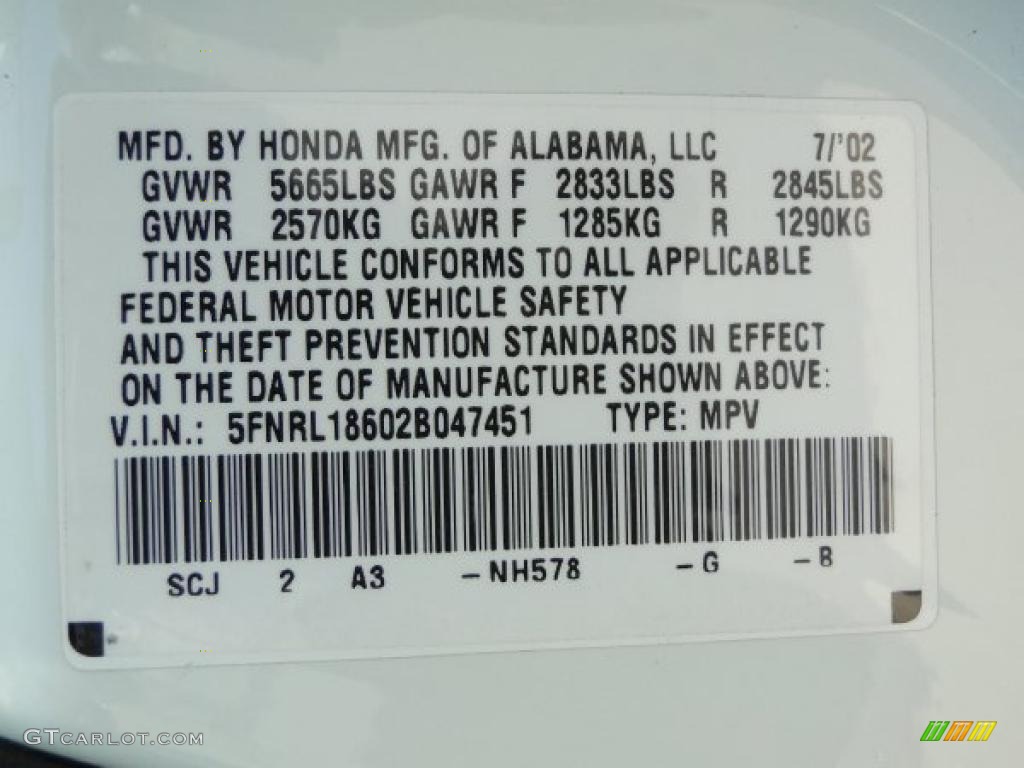 MFD. BY HONDA MFG. OF ALABAMA, LLC 7/'02
GVWR 5665LBS GAWR F 2833LBS R 2845LBS
GVWR 2570KG GAWR F 1285KG R 1290KG
THIS VEHICLE CONFORMS TO ALL APPLICABLE
FEDERAL MOTOR VEHICLE SAFETY
AND THEFT PREVENTION STANDARDS IN EFFECT
ON THE DATE OF MANUFACTURE SHOWN ABOVE:
V.I.N.: 5FNRL18602B047451 TYPE: MPV
SCJ 2 A3 -NH578 -G -B
GTCARLOT.COM